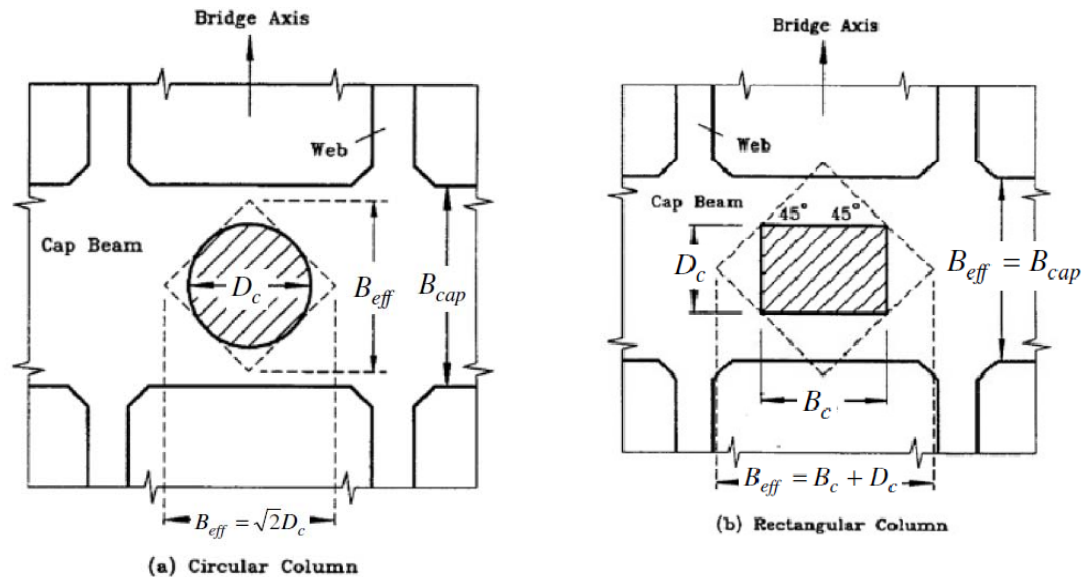 Bridge Axis
Web
Cap Beam
D_c
B_eff
B_cap
B_eff = √2D_c
(a) Circular Column
Bridge Axis
Web
Cap Beam
45° 45°
D_c
B_eff = B_cap
B_c
B_eff = B_c + D_c
(b) Rectangular Column